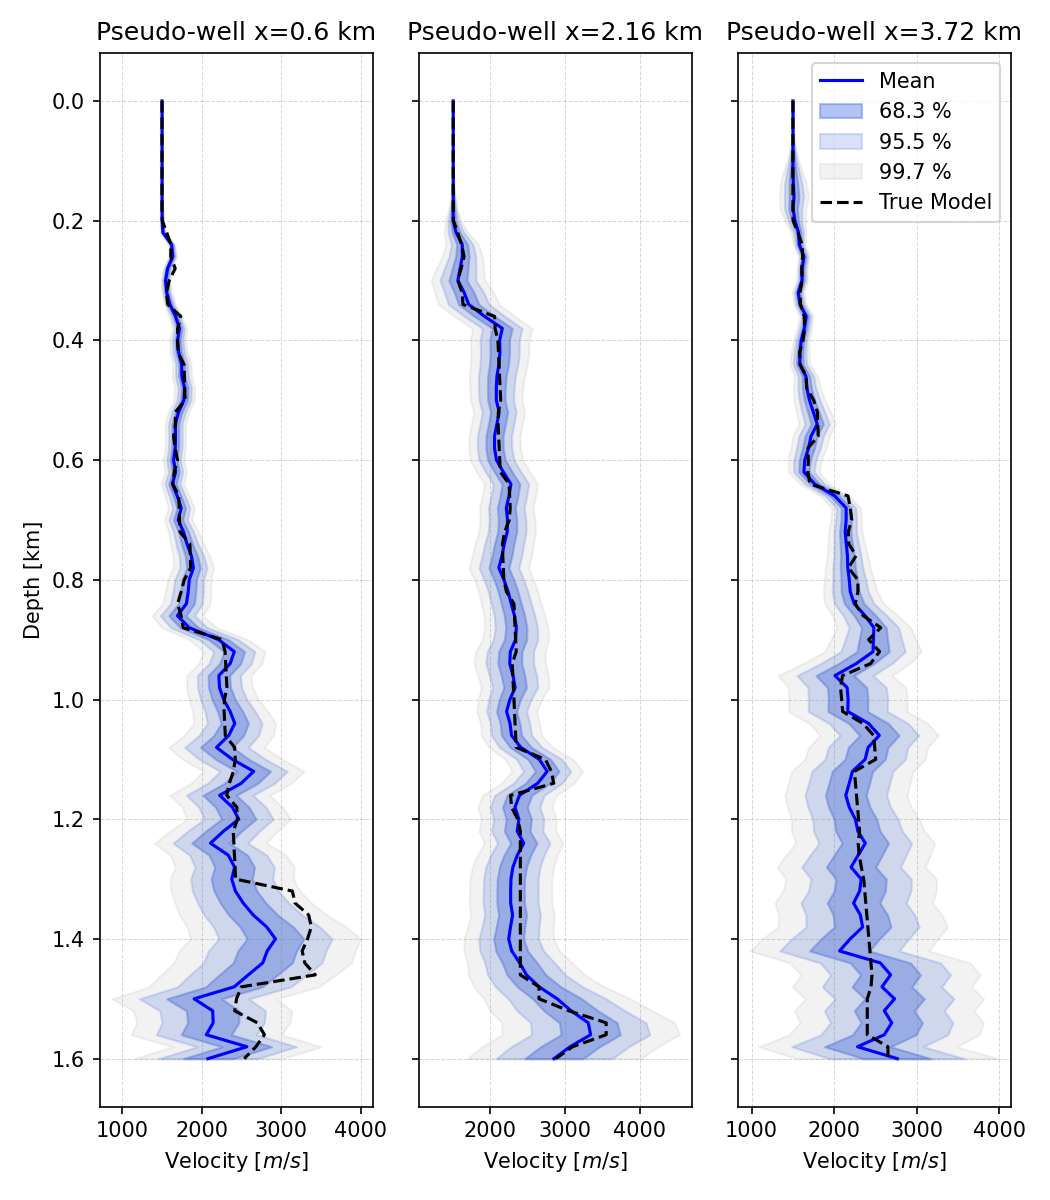 Pseudo-well x=0.6 km
Pseudo-well x=2.16 km
Pseudo-well x=3.72 km
Mean
68.3 %
95.5 %
99.7 %
True Model
Depth [km]
0.0
0.2
0.4
0.6
0.8
1.0
1.2
1.4
1.6
1000 2000 3000 4000
2000 3000 4000
1000 2000 3000 4000
Velocity [m/s]
Velocity [m/s]
Velocity [m/s]